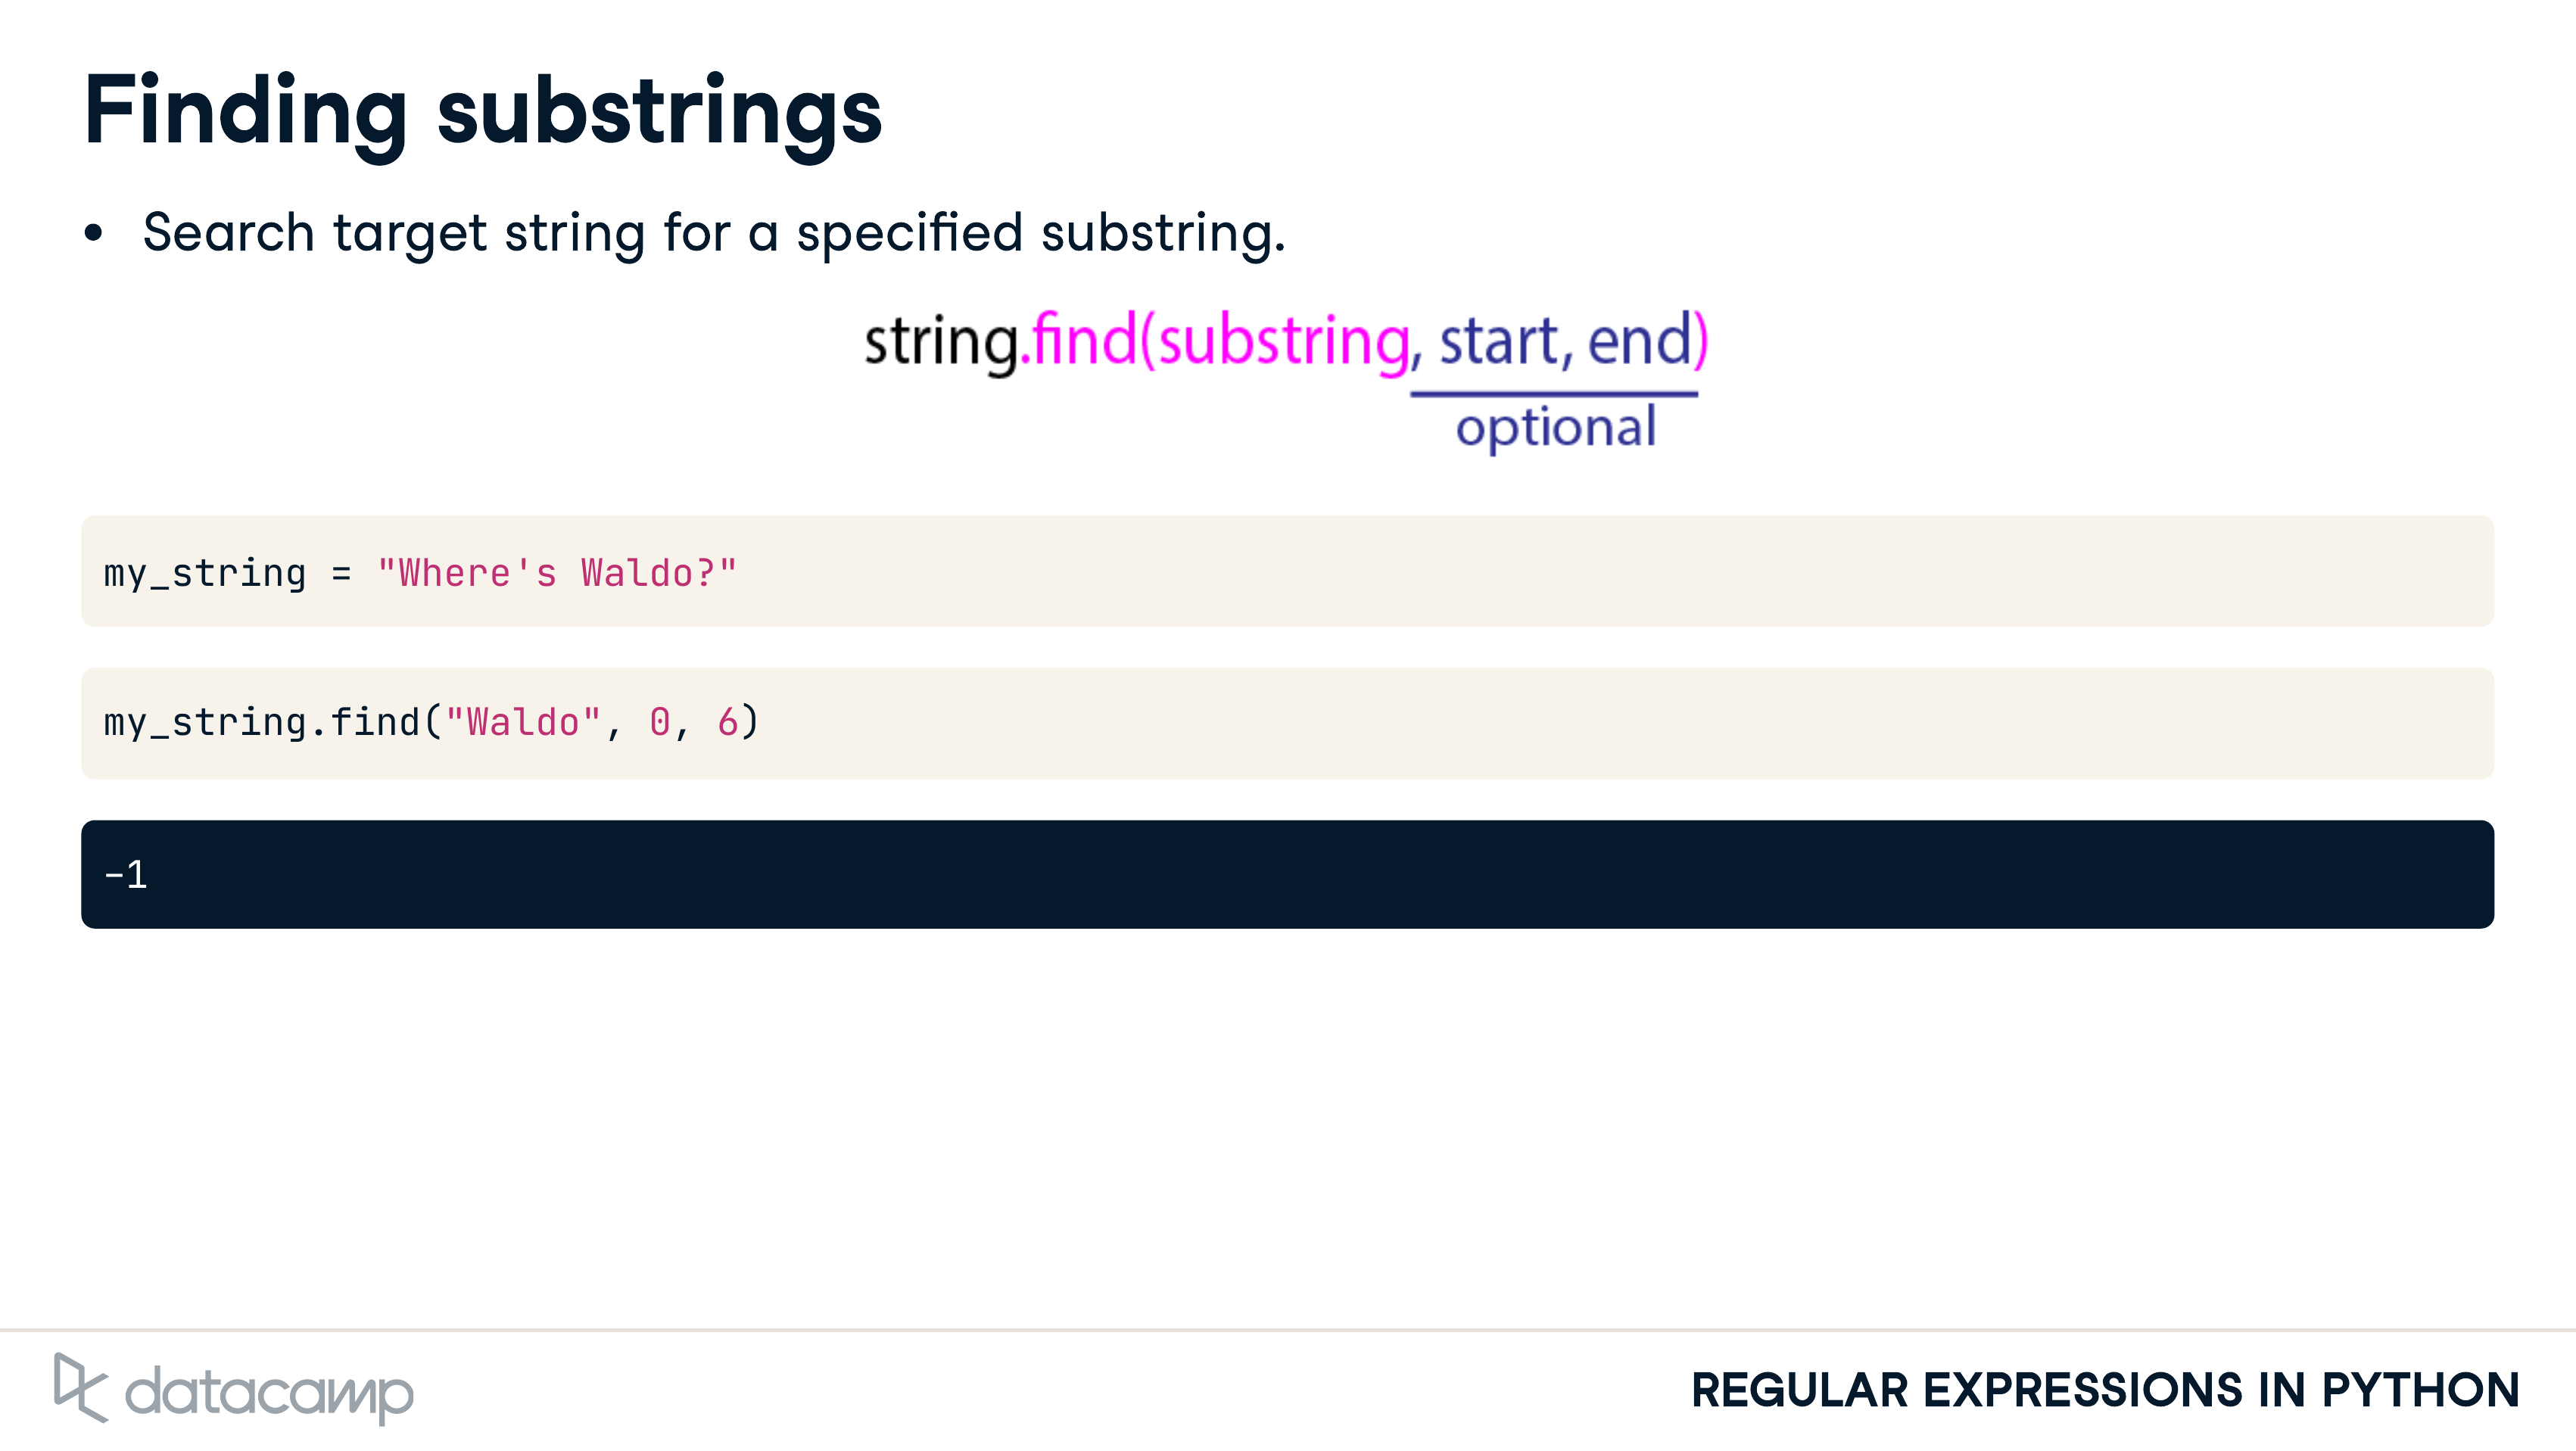 Finding substrings
• Search target string for a specified substring.
string.find(substring, start, end)
optional
my_string = "Where's Waldo?"
my_string.find("Waldo", 0, 6)
-1
datacamp
REGULAR EXPRESSIONS IN PYTHON